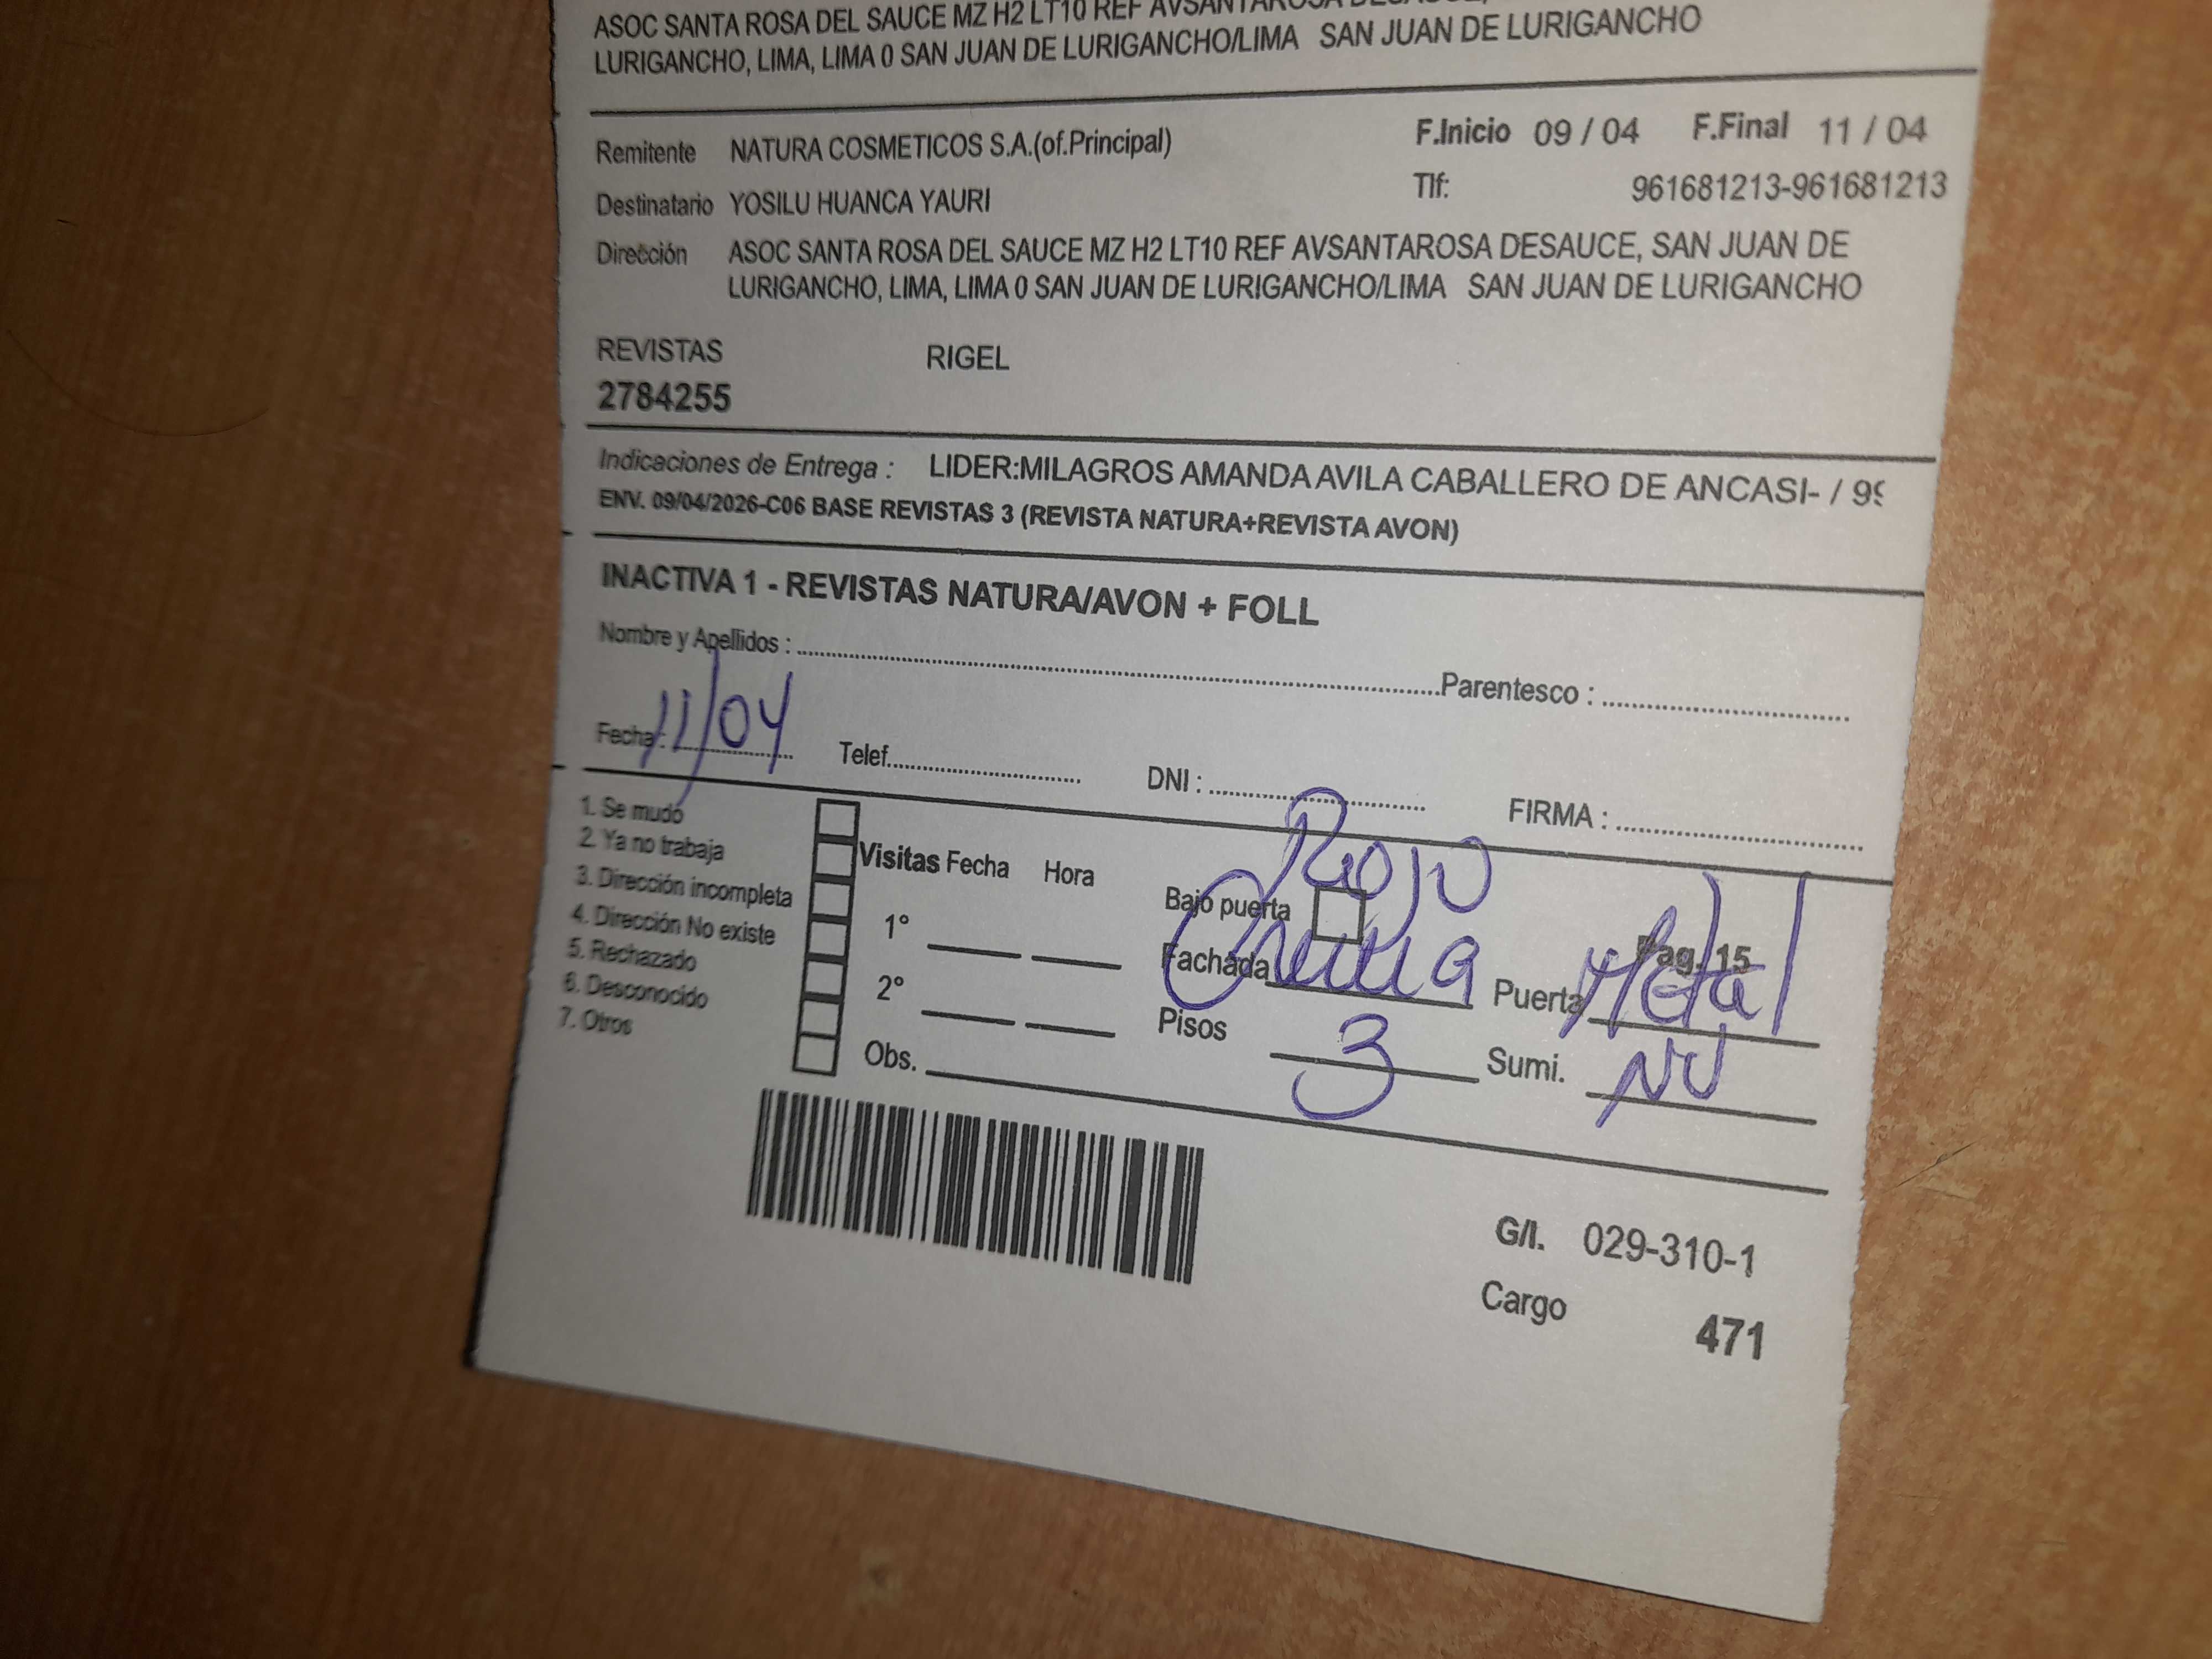 ASOC SANTA ROSA DEL SAUCE MZ H2 LT10 REF AVSANTAROSA DESAUCE,
LURIGANCHO, LIMA, LIMA 0 SAN JUAN DE LURIGANCHO/LIMA SAN JUAN DE LURIGANCHO
Remitente NATURA COSMETICOS S.A.(of.Principal) F.Inicio 09 / 04 F.Final 11 / 04
Destinatario YOSILU HUANCA YAURI Tlf: 961681213-961681213
Dirección ASOC SANTA ROSA DEL SAUCE MZ H2 LT10 REF AVSANTAROSA DESAUCE, SAN JUAN DE
LURIGANCHO, LIMA, LIMA 0 SAN JUAN DE LURIGANCHO/LIMA SAN JUAN DE LURIGANCHO
REVISTAS RIGEL
2784255
Indicaciones de Entrega : LIDER:MILAGROS AMANDA AVILA CABALLERO DE ANCASI- / 99
ENV. 09/04/2026-C06 BASE REVISTAS 3 (REVISTA NATURA+REVISTA AVON)
INACTIVA 1 - REVISTAS NATURA/AVON + FOLL
Nombre y Apellidos : Parentesco :
Fecha : 11/04 Telef. DNI : FIRMA :
1. Se mudó
2. Ya no trabaja
3. Dirección incompleta
4. Dirección No existe
5. Rechazado
6. Desconocido
7. Otros
Visitas Fecha Hora
1°
2°
Obs.
Rojo
Bajo puerta Pag. 15
Fachada Crema Puerta Metal
Pisos 3 Sumi. NV
G/I. 029-310-1
Cargo 471